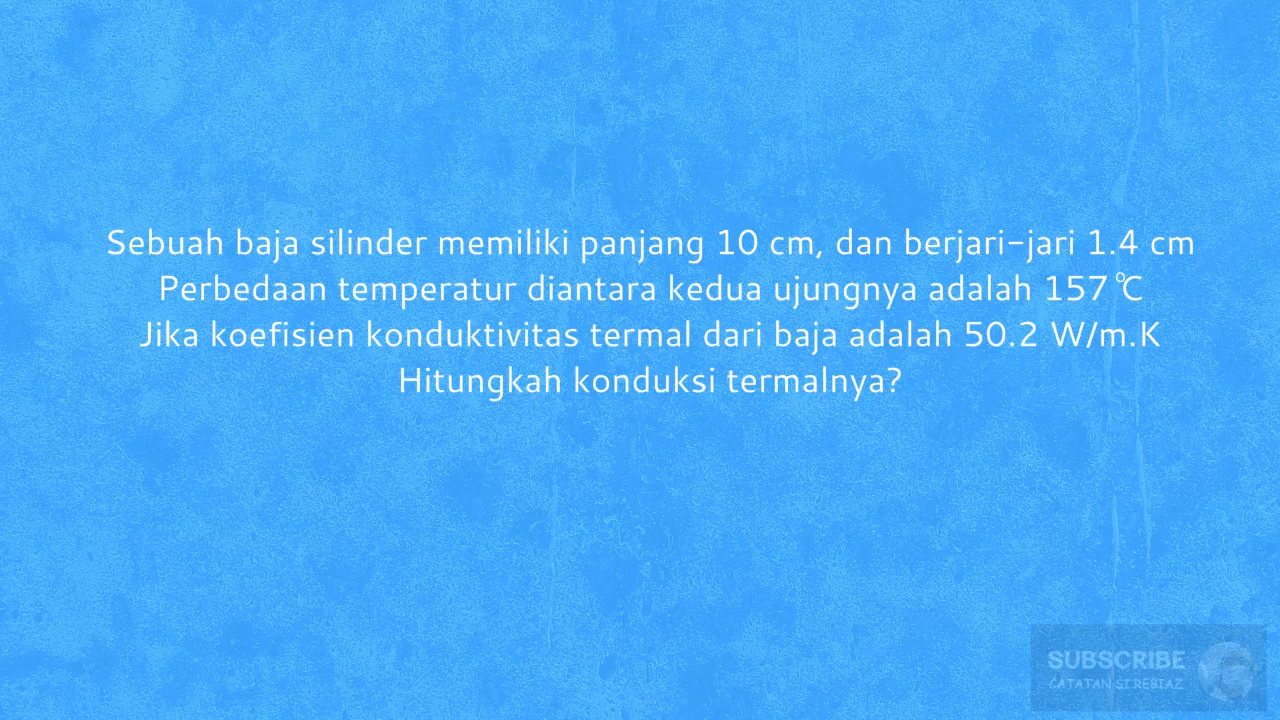 Sebuah baja silinder memiliki panjang 10 cm, dan berjari-jari 1.4 cm
Perbedaan temperatur diantara kedua ujungnya adalah 157℃
Jika koefisien konduktivitas termal dari baja adalah 50.2 W/m.K
Hitungkah konduksi termalnya?
SUBSCRIBE
CATATAN SI REBIAZ